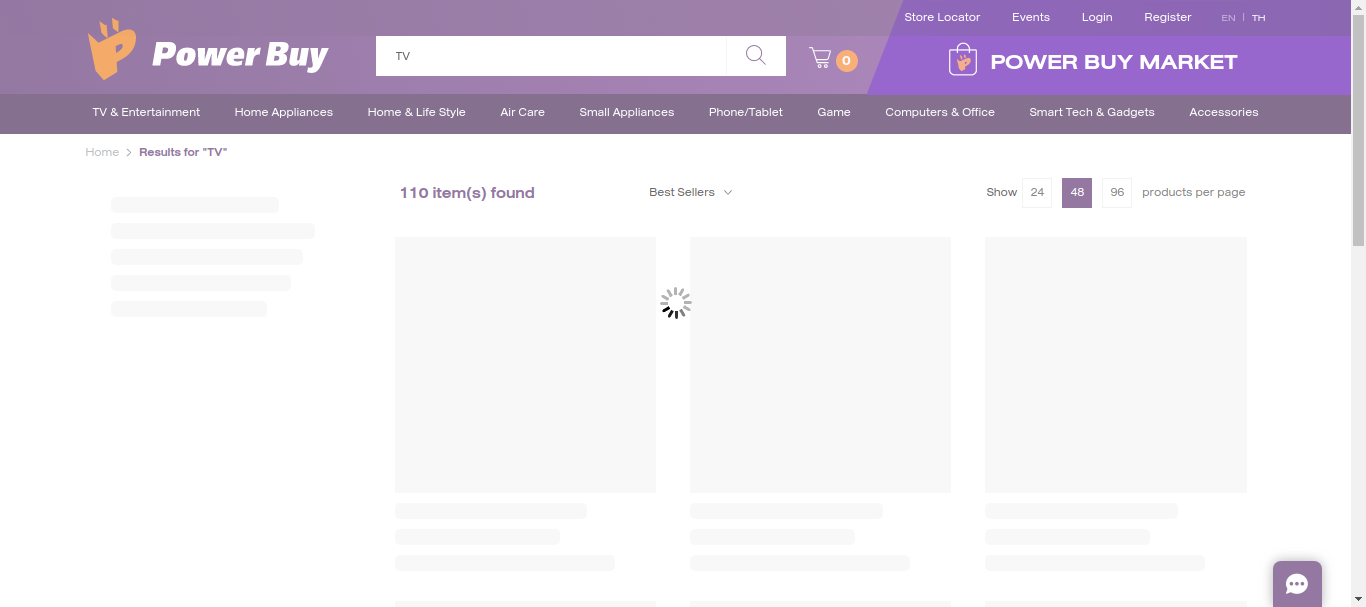 Store Locator Events Login Register EN | TH
Power Buy TV 0 POWER BUY MARKET
TV & Entertainment Home Appliances Home & Life Style Air Care Small Appliances Phone/Tablet Game Computers & Office Smart Tech & Gadgets Accessories
Home > Results for "TV"
110 item(s) found Best Sellers Show 24 48 96 products per page